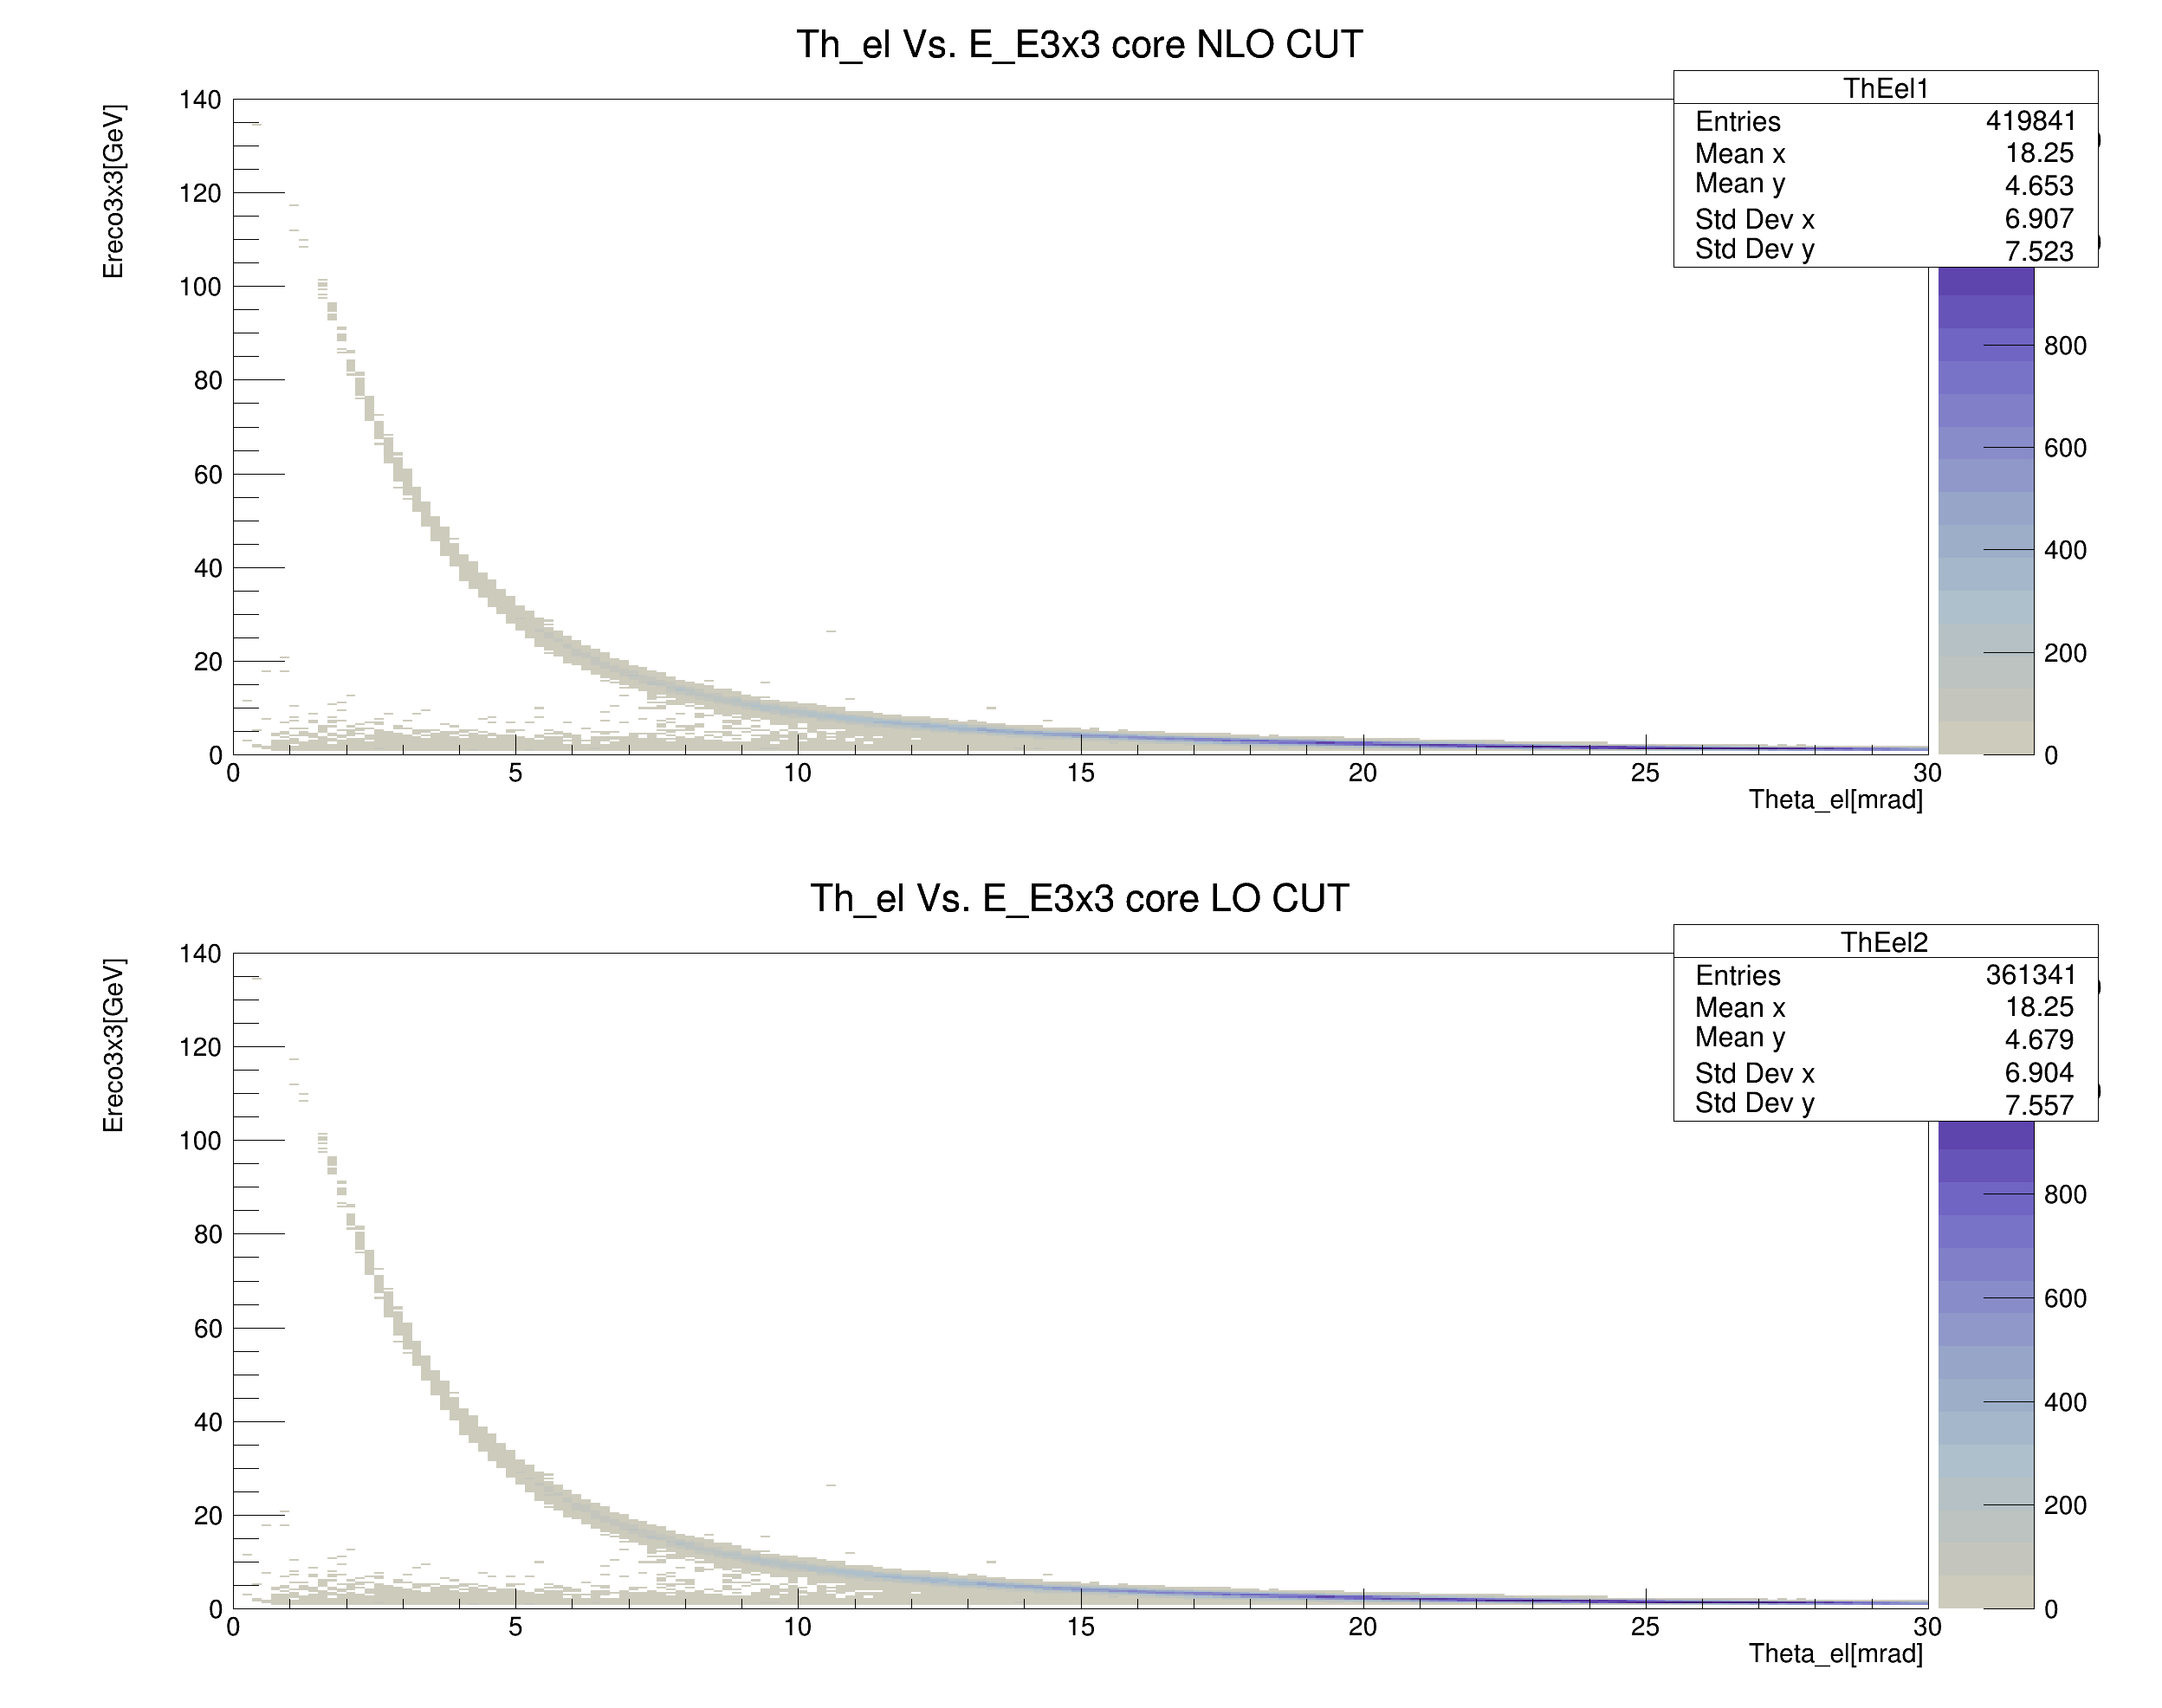 Th_el Vs. E_E3x3 core NLO CUT
Ereco3x3[GeV]
140
120
100
80
60
40
20
0
0 5 10 15 20 25 30
Theta_el[mrad]
ThEel1
Entries 419841
Mean x 18.25
Mean y 4.653
Std Dev x 6.907
Std Dev y 7.523
800
600
400
200
0
Th_el Vs. E_E3x3 core LO CUT
Ereco3x3[GeV]
140
120
100
80
60
40
20
0
0 5 10 15 20 25 30
Theta_el[mrad]
ThEel2
Entries 361341
Mean x 18.25
Mean y 4.679
Std Dev x 6.904
Std Dev y 7.557
800
600
400
200
0